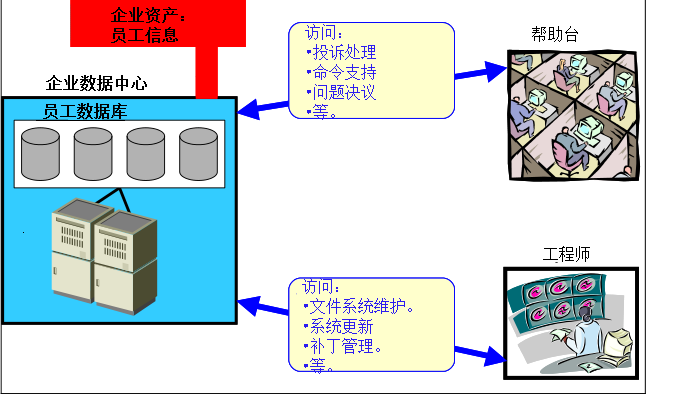 企业资产：
员工信息
企业数据中心
员工数据库
访问：
•投诉处理
•命令支持
•问题决议
•等。
帮助台
访问：
•文件系统维护。
•系统更新
•补丁管理。
•等。
工程师